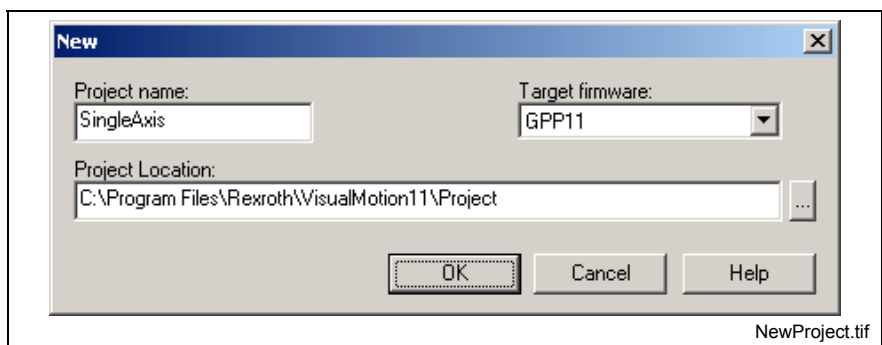 New
Project name:
Target firmware:
SingleAxis
GPP11
Project Location:
C:\Program Files\Rexroth\VisualMotion11\Project
...
OK
Cancel
Help
NewProject.tif